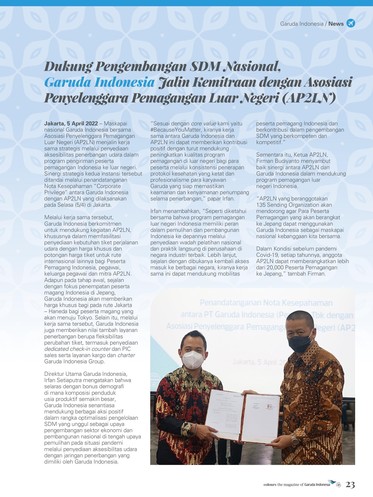 Garuda Indonesia / News
Dukung Pengembangan SDM Nasional,
Garuda Indonesia Jalin Kemitraan dengan Asosiasi
Penyelenggara Pemagangan Luar Negeri (AP2LN)
Jakarta, 5 April 2022 – Maskapai
nasional Garuda Indonesia bersama
Asosiasi Penyelenggara Pemagangan
Luar Negeri (AP2LN) menjalin kerja
sama strategis melalui penyediaan
aksesibilitas penerbangan udara dalam
program pengiriman peserta
pemagangan Indonesia ke luar negeri.
Sinergi strategis kedua instansi tersebut
ditandai melalui penandatanganan
Nota Kesepahaman "Corporate
Privilege" antara Garuda Indonesia
dengan AP2LN yang dilaksanakan
pada Selasa (5/4) di Jakarta.
Melalui kerja sama tersebut,
Garuda Indonesia berkomitmen
untuk mendukung kegiatan AP2LN,
khususnya dalam memfasilitasi
penyediaan kebutuhan tiket perjalanan
udara dengan harga khusus dan
potongan harga tiket untuk rute
internasional lainnya bagi Peserta
Pemagang Indonesia, pegawai,
keluarga pegawai dan mitra AP2LN.
Adapun pada tahap awal, sejalan
dengan fokus penempatan peserta
magang Indonesia di Jepang,
Garuda Indonesia akan memberikan
harga khusus bagi pada rute Jakarta
– Haneda bagi peserta magang yang
akan menuju Tokyo. Selain itu, melalui
kerja sama tersebut, Garuda Indonesia
juga memberikan nilai tambah layanan
penerbangan berupa fleksibilitas
perubahan tiket, termasuk penyediaan
dedicated check-in counter dan PIC
sales serta layanan kargo dan charter
Garuda Indonesia Group.
Direktur Utama Garuda Indonesia,
Irfan Setiaputra mengatakan bahwa
selaras dengan bonus demografi
di mana komposisi penduduk
usia produktif semakin besar,
Garuda Indonesia senantiasa
mendukung berbagai aksi positif
dalam rangka optimalisasi pengelolaan
SDM yang unggul sebagai upaya
pengembangan sektor ekonomi dan
pembangunan nasional di tengah upaya
pemulihan pada situasi pandemi
melalui penyediaan aksesibilitas udara
dengan jaringan penerbangan yang
dimiliki oleh Garuda Indonesia.
"Sesuai dengan core value kami yaitu
#BecauseYouMatter, kiranya kerja
sama antara Garuda Indonesia dan
AP2LN ini dapat memberikan kontribusi
positif dengan turut mendukung
peningkatan kualitas program
pemagangan di luar negeri bagi para
peserta melalui konsistensi penerapan
protokol kesehatan yang ketat dan
profesionalisme para karyawan
Garuda yang siap memastikan
keamanan dan kenyamanan penumpang
selama penerbangan," papar Irfan.
Irfan menambahkan, "Seperti diketahui
bersama bahwa program pemagangan
luar negeri Indonesia memiliki peran
dalam pemulihan dan pembangunan
Indonesia ke depannya melalui
penyediaan wadah pelatihan nasional
dan praktik langsung di perusahaan di
negara industri terbaik. Lebih lanjut,
sejalan dengan dibukanya kembali akses
masuk ke berbagai negara, kiranya kerja
sama ini dapat mendukung mobilitas
peserta pemagang Indonesia dan
berkontribusi dalam pengembangan
SDM yang berkompeten dan
kompetitif."
Sementara itu, Ketua AP2LN,
Firman Budiyanto menyambut
baik sinergi antara AP2LN dan
Garuda Indonesia dalam mendukung
program pemagangan luar
negeri Indonesia.
"AP2LN yang beranggotakan
135 Sending Organization akan
mendorong agar Para Peserta
Pemagangan yang akan berangkat
ke Jepang dapat menggunakan
Garuda Indonesia sebagai maskapai
nasional kebanggaan kita bersama.
Dalam Kondisi sebelum pandemi
Covid-19, setiap tahunnya, anggota
AP2LN dapat memberangkatkan lebih
dari 20,000 Peserta Pemagangan
ke Jepang," tambah Firman.
Penandatanganan Nota Kesepahaman
colours the magazine of Garuda Indonesia
23